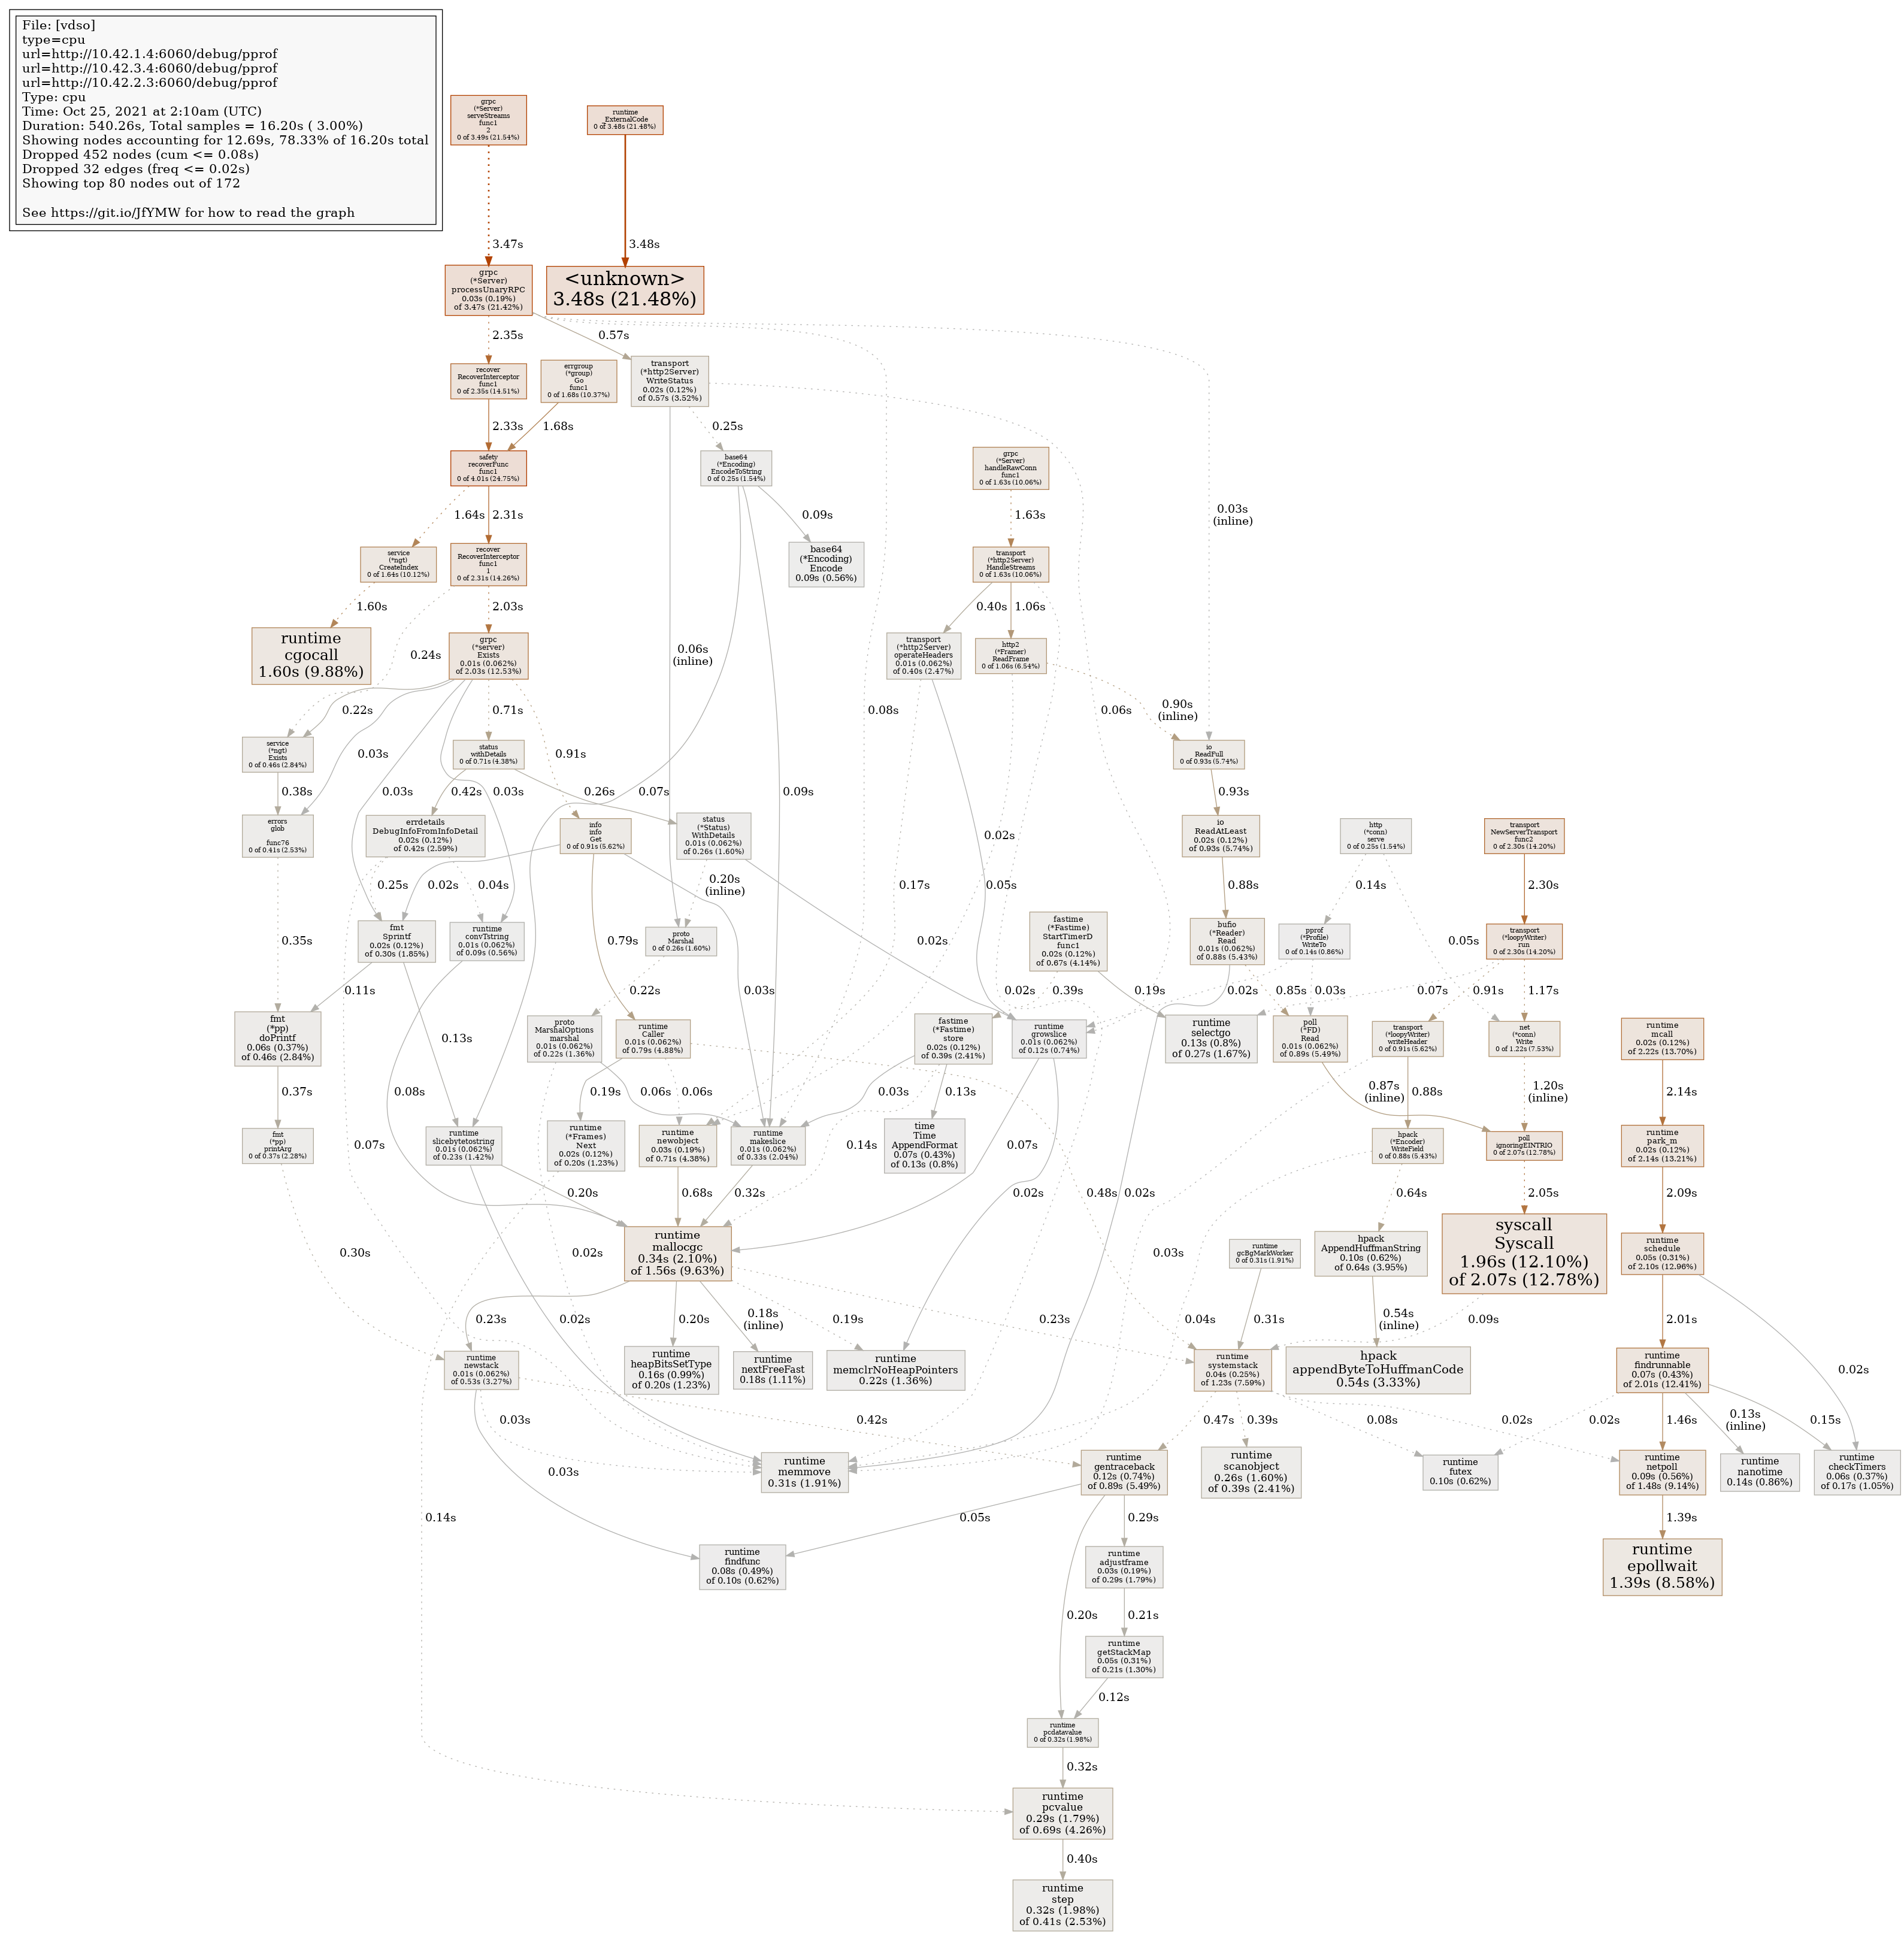 File: [vdso]
type=cpu
url=http://10.42.1.4:6060/debug/pprof
url=http://10.42.3.4:6060/debug/pprof
url=http://10.42.2.3:6060/debug/pprof
Type: cpu
Time: Oct 25, 2021 at 2:10am (UTC)
Duration: 540.26s, Total samples = 16.20s ( 3.00%)
Showing nodes accounting for 12.69s, 78.33% of 16.20s total
Dropped 452 nodes (cum <= 0.08s)
Dropped 32 edges (freq <= 0.02s)
Showing top 80 nodes out of 172
See https://git.io/JfYMW for how to read the graph
grpc
(*Server)
serveStreams
func1
2
0 of 3.49s (21.54%)
runtime
_ExternalCode
0 of 3.48s (21.48%)
3.47s
3.48s
grpc
(*Server)
processUnaryRPC
0.03s (0.19%)
of 3.47s (21.42%)
<unknown>
3.48s (21.48%)
2.35s
0.57s
recover
RecoverInterceptor
func1
0 of 2.35s (14.51%)
errgroup
(*group)
Go
func1
0 of 1.68s (10.37%)
transport
(*http2Server)
WriteStatus
0.02s (0.12%)
of 0.57s (3.52%)
2.33s
1.68s
0.25s
safety
recoverFunc
func1
0 of 4.01s (24.75%)
base64
(*Encoding)
EncodeToString
0 of 0.25s (1.54%)
grpc
(*Server)
handleRawConn
func1
0 of 1.63s (10.06%)
1.64s
2.31s
0.09s
1.63s
0.03s
(inline)
service
(*ngt)
CreateIndex
0 of 1.64s (10.12%)
recover
RecoverInterceptor
func1
1
0 of 2.31s (14.26%)
base64
(*Encoding)
Encode
0.09s (0.56%)
transport
(*http2Server)
HandleStreams
0 of 1.63s (10.06%)
1.60s
2.03s
0.40s
1.06s
runtime
cgocall
1.60s (9.88%)
0.24s
grpc
(*server)
Exists
0.01s (0.062%)
of 2.03s (12.53%)
0.06s
(inline)
transport
(*http2Server)
operateHeaders
0.01s (0.062%)
of 0.40s (2.47%)
http2
(*Framer)
ReadFrame
0 of 1.06s (6.54%)
0.22s
0.71s
0.08s
0.06s
0.90s
(inline)
service
(*ngt)
Exists
0 of 0.46s (2.84%)
0.03s
status
withDetails
0 of 0.71s (4.38%)
0.91s
io
ReadFull
0 of 0.93s (5.74%)
0.38s
0.03s
0.42s
0.03s
0.26s
0.07s
0.09s
0.93s
errors
glob
.
func76
0 of 0.41s (2.53%)
errdetails
DebugInfoFromInfoDetail
0.02s (0.12%)
of 0.42s (2.59%)
info
info
Get
0 of 0.91s (5.62%)
status
(*Status)
WithDetails
0.01s (0.062%)
of 0.26s (1.60%)
0.02s
io
ReadAtLeast
0.02s (0.12%)
of 0.93s (5.74%)
http
(*conn)
serve
0 of 0.25s (1.54%)
transport
NewServerTransport
func2
0 of 2.30s (14.20%)
0.25s
0.02s
0.04s
0.20s
(inline)
0.17s
0.05s
0.88s
0.14s
2.30s
0.35s
fmt
Sprintf
0.02s (0.12%)
of 0.30s (1.85%)
runtime
convTstring
0.01s (0.062%)
of 0.09s (0.56%)
0.79s
proto
Marshal
0 of 0.26s (1.60%)
0.02s
fastime
(*Fastime)
StartTimerD
func1
0.02s (0.12%)
of 0.67s (4.14%)
bufio
(*Reader)
Read
0.01s (0.062%)
of 0.88s (5.43%)
pprof
(*Profile)
WriteTo
0 of 0.14s (0.86%)
0.05s
transport
(*loopyWriter)
run
0 of 2.30s (14.20%)
0.11s
0.22s
0.03s
0.02s
0.39s
0.19s
0.02s
0.85s
0.03s
0.07s
0.91s
1.17s
fmt
(*pp)
doPrintf
0.06s (0.37%)
of 0.46s (2.84%)
0.13s
proto
MarshalOptions
marshal
0.01s (0.062%)
of 0.22s (1.36%)
runtime
Caller
0.01s (0.062%)
of 0.79s (4.88%)
fastime
(*Fastime)
store
0.02s (0.12%)
of 0.39s (2.41%)
runtime
growslice
0.01s (0.062%)
of 0.12s (0.74%)
runtime
selectgo
0.13s (0.8%)
of 0.27s (1.67%)
poll
(*FD)
Read
0.01s (0.062%)
of 0.89s (5.49%)
transport
(*loopyWriter)
writeHeader
0 of 0.91s (5.62%)
net
(*conn)
Write
0 of 1.22s (7.53%)
runtime
mcall
0.02s (0.12%)
of 2.22s (13.70%)
0.37s
0.08s
0.19s
0.06s
0.06s
0.03s
0.13s
0.87s
(inline)
0.88s
1.20s
(inline)
2.14s
fmt
(*pp)
printArg
0 of 0.37s (2.28%)
0.07s
runtime
slicebytetostring
0.01s (0.062%)
of 0.23s (1.42%)
runtime
(*Frames)
Next
0.02s (0.12%)
of 0.20s (1.23%)
runtime
newobject
0.03s (0.19%)
of 0.71s (4.38%)
runtime
makeslice
0.01s (0.062%)
of 0.33s (2.04%)
0.14s
time
Time
AppendFormat
0.07s (0.43%)
of 0.13s (0.8%)
0.07s
hpack
(*Encoder)
WriteField
0 of 0.88s (5.43%)
poll
ignoringEINTRIO
0 of 2.07s (12.78%)
runtime
park_m
0.02s (0.12%)
of 2.14s (13.21%)
0.20s
0.68s
0.32s
0.02s
0.48s
0.02s
0.64s
2.05s
2.09s
0.30s
0.02s
runtime
mallocgc
0.34s (2.10%)
of 1.56s (9.63%)
0.03s
runtime
gcBgMarkWorker
0 of 0.31s (1.91%)
hpack
AppendHuffmanString
0.10s (0.62%)
of 0.64s (3.95%)
syscall
Syscall
1.96s (12.10%)
of 2.07s (12.78%)
runtime
schedule
0.05s (0.31%)
of 2.10s (12.96%)
0.23s
0.02s
0.20s
0.18s
(inline)
0.19s
0.23s
0.04s
0.31s
0.54s
(inline)
0.09s
2.01s
runtime
newstack
0.01s (0.062%)
of 0.53s (3.27%)
runtime
heapBitsSetType
0.16s (0.99%)
of 0.20s (1.23%)
runtime
nextFreeFast
0.18s (1.11%)
runtime
memclrNoHeapPointers
0.22s (1.36%)
runtime
systemstack
0.04s (0.25%)
of 1.23s (7.59%)
hpack
appendByteToHuffmanCode
0.54s (3.33%)
runtime
findrunnable
0.07s (0.43%)
of 2.01s (12.41%)
0.02s
0.03s
0.42s
0.47s
0.39s
0.08s
0.02s
0.02s
1.46s
0.13s
(inline)
0.15s
0.03s
runtime
memmove
0.31s (1.91%)
runtime
gentraceback
0.12s (0.74%)
of 0.89s (5.49%)
runtime
scanobject
0.26s (1.60%)
of 0.39s (2.41%)
runtime
futex
0.10s (0.62%)
runtime
netpoll
0.09s (0.56%)
of 1.48s (9.14%)
runtime
nanotime
0.14s (0.86%)
runtime
checkTimers
0.06s (0.37%)
of 0.17s (1.05%)
0.14s
0.05s
0.29s
1.39s
runtime
findfunc
0.08s (0.49%)
of 0.10s (0.62%)
runtime
adjustframe
0.03s (0.19%)
of 0.29s (1.79%)
runtime
epollwait
1.39s (8.58%)
0.20s
0.21s
runtime
getStackMap
0.05s (0.31%)
of 0.21s (1.30%)
0.12s
runtime
pcdatavalue
0 of 0.32s (1.98%)
0.32s
runtime
pcvalue
0.29s (1.79%)
of 0.69s (4.26%)
0.40s
runtime
step
0.32s (1.98%)
of 0.41s (2.53%)